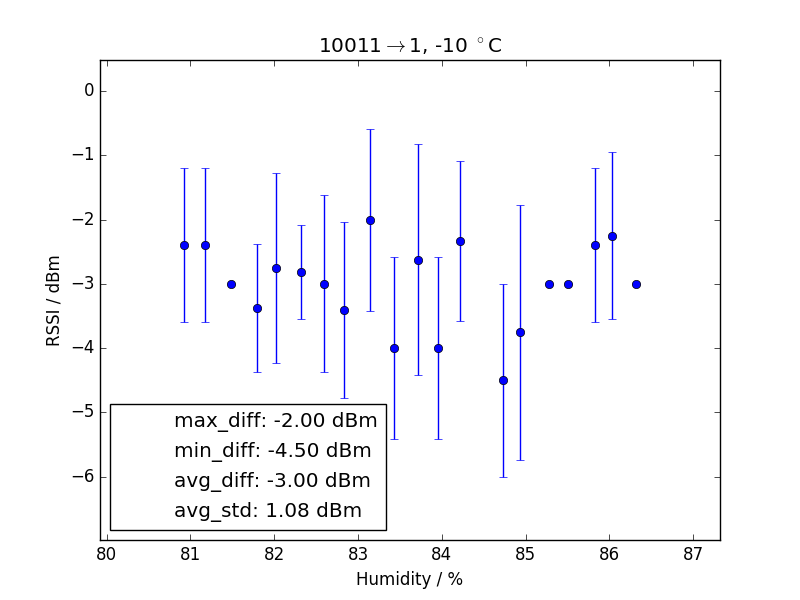 10011→1, -10 °C
0
−1
−2
−3
−4
−5
−6
RSSI / dBm
max_diff: -2.00 dBm
min_diff: -4.50 dBm
avg_diff: -3.00 dBm
avg_std: 1.08 dBm
80 81 82 83 84 85 86 87
Humidity / %